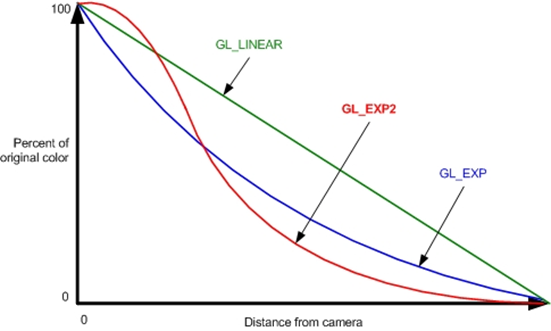 100
GL_LINEAR
GL_EXP2
Percent of
original color
GL_EXP
0
0
Distance from camera